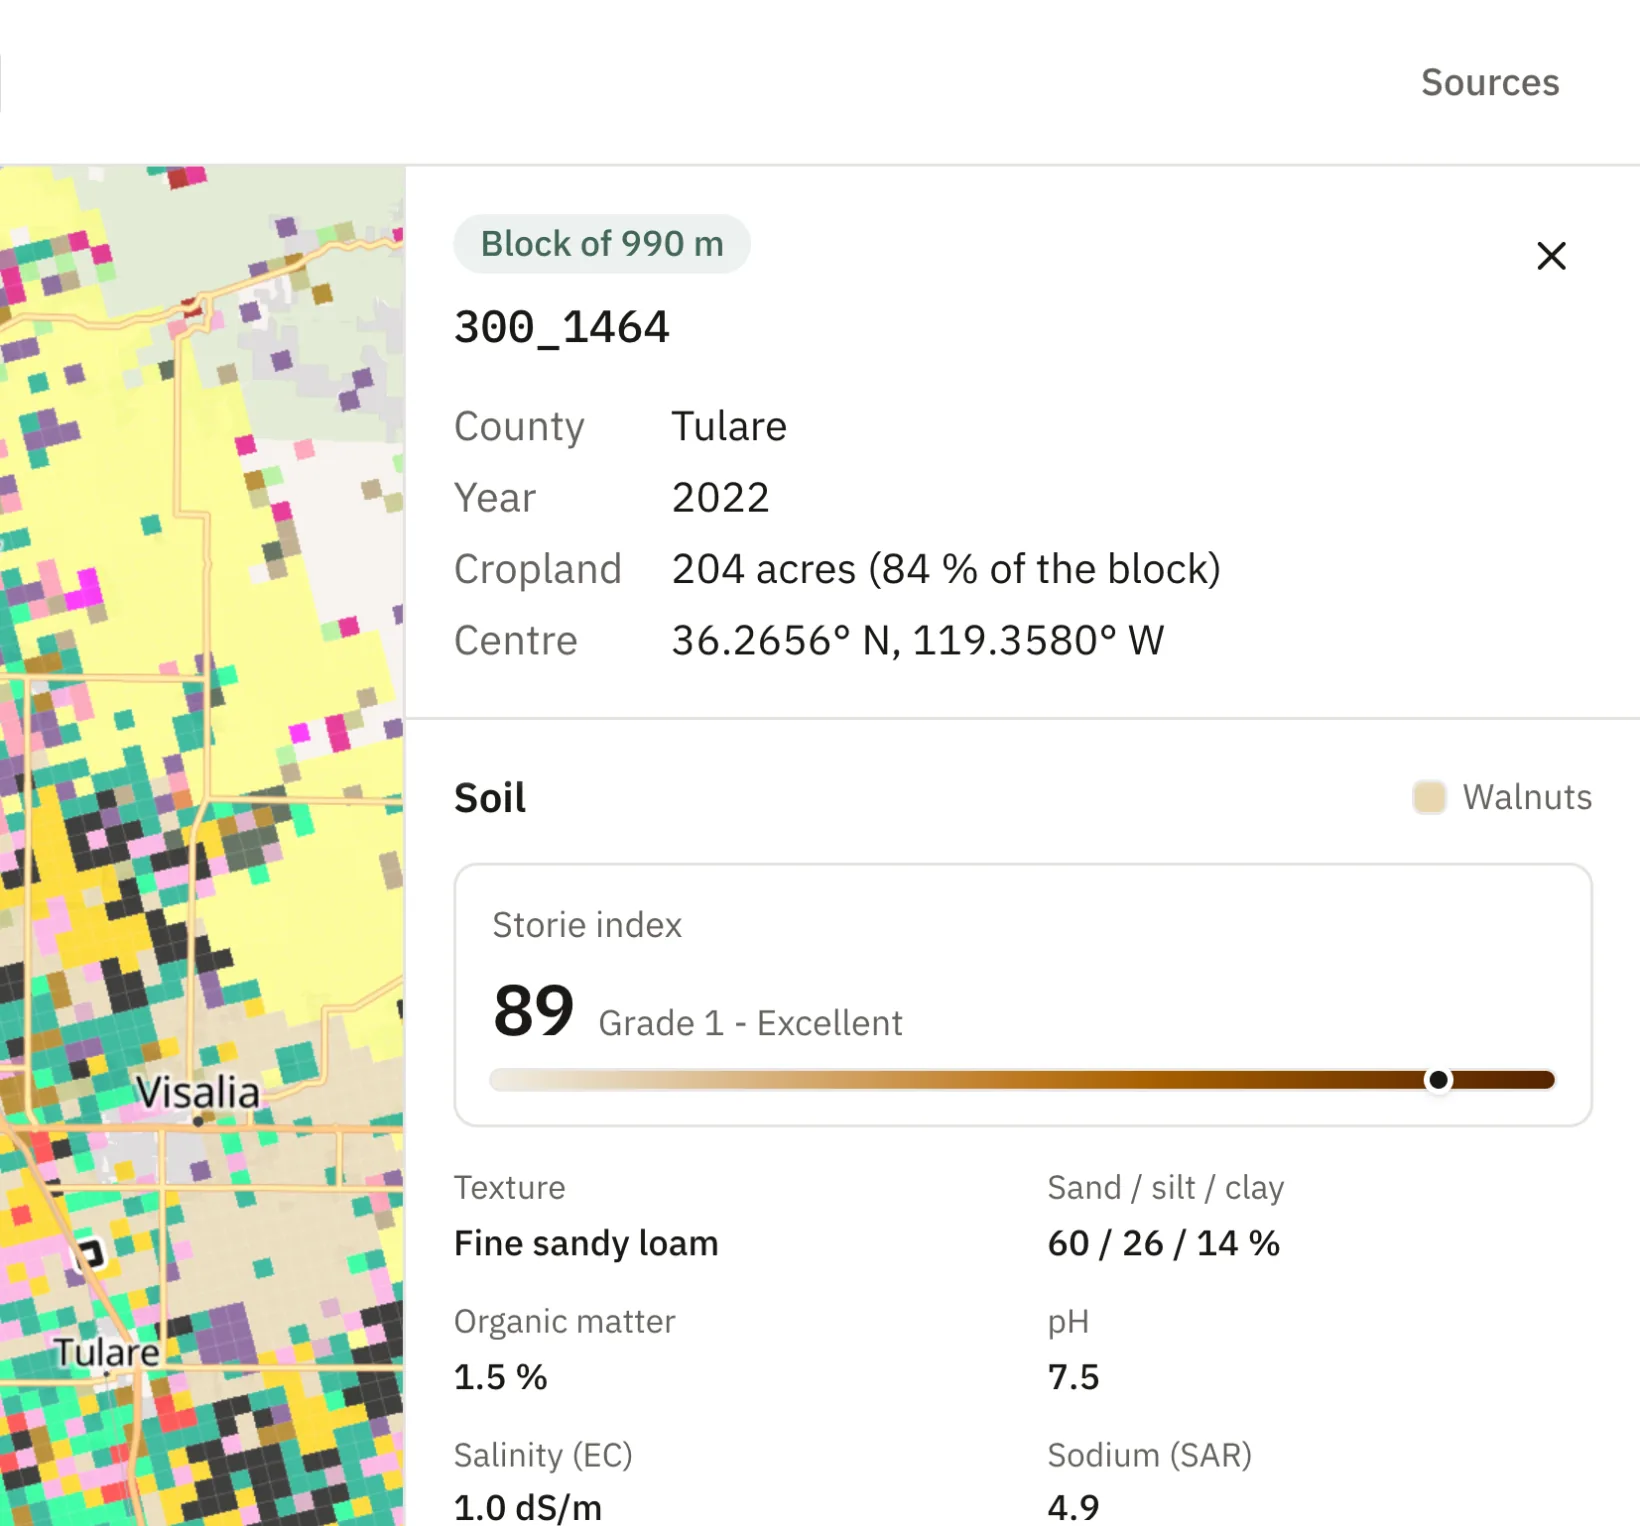 Sources
Block of 990 m
300_1464
County Tulare
Year 2022
Cropland 204 acres (84 % of the block)
Centre 36.2656° N, 119.3580° W
Soil Walnuts
Storie index
89 Grade 1 - Excellent
Texture Sand / silt / clay
Fine sandy loam 60 / 26 / 14 %
Organic matter pH
1.5 % 7.5
Salinity (EC) Sodium (SAR)
1.0 dS/m 4.9
Visalia
Tulare